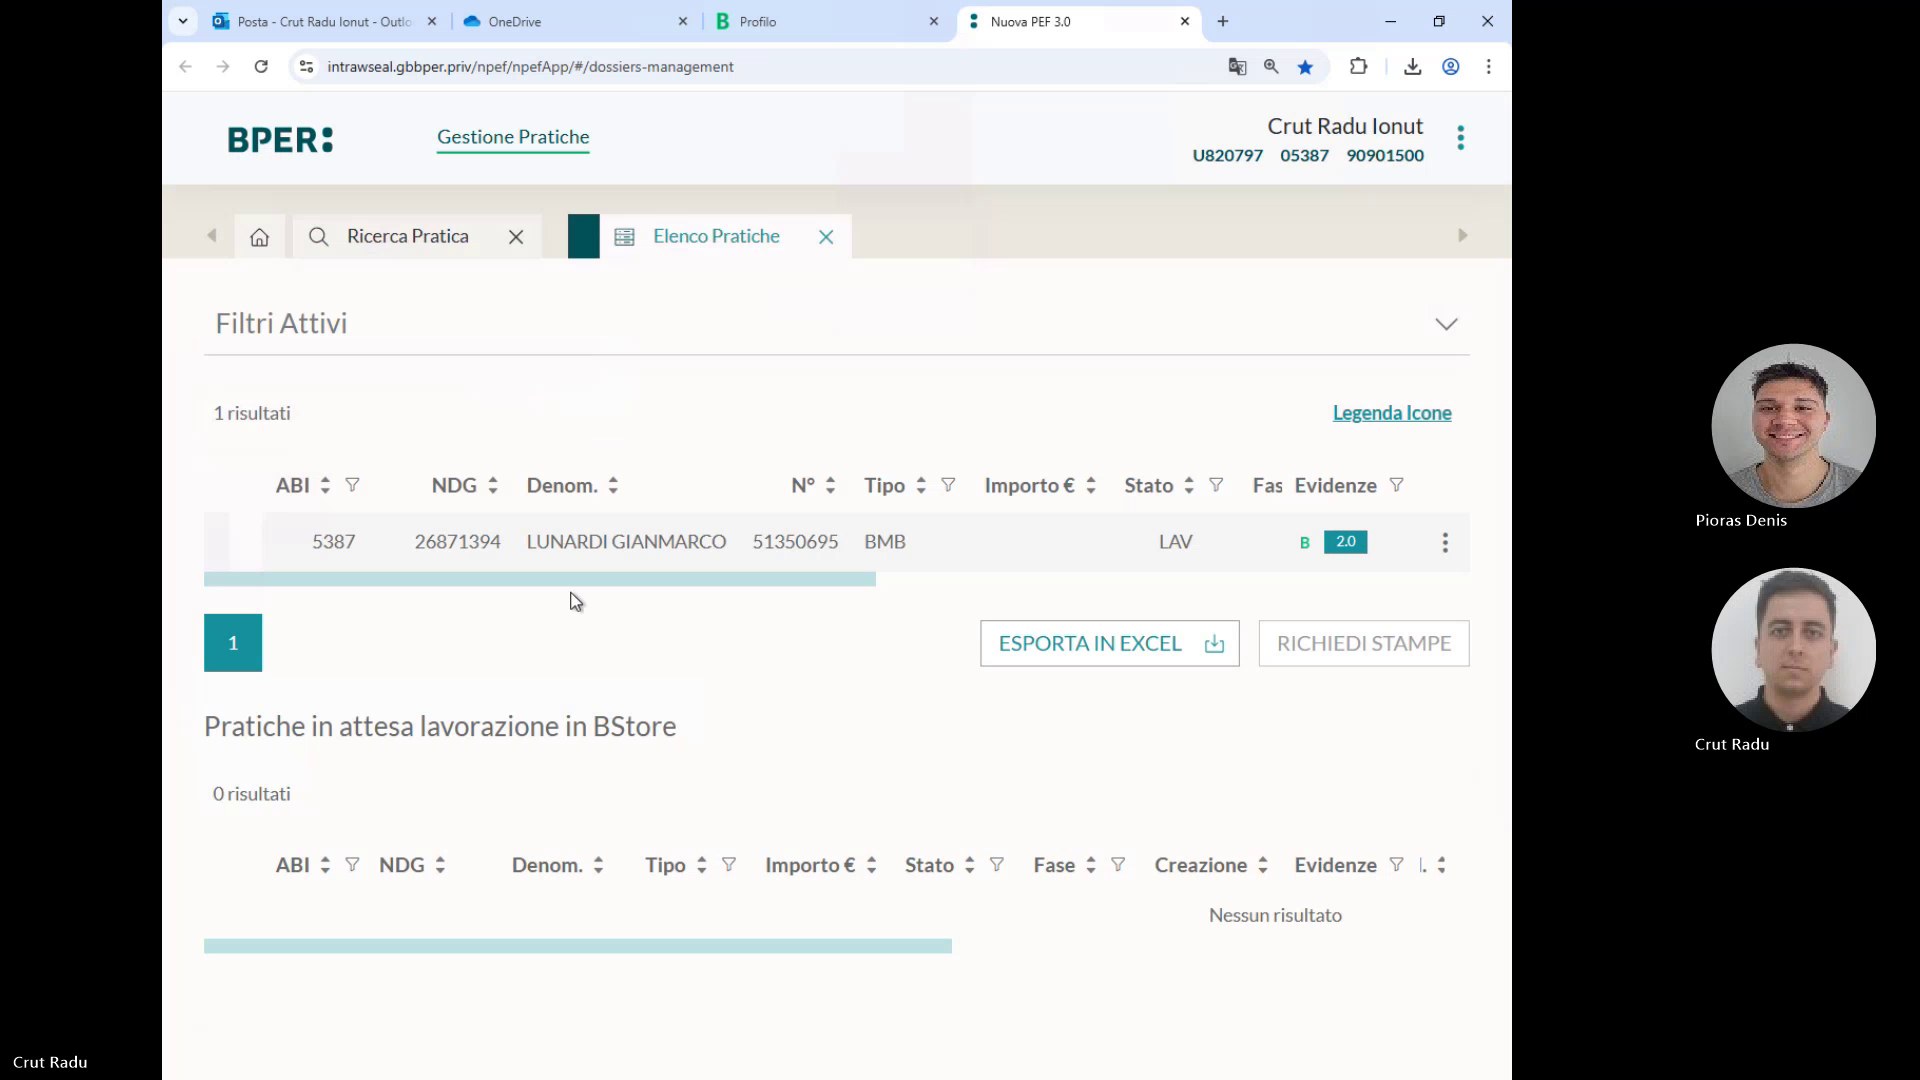 Posta - Crut Radu Ionut - Outlo
OneDrive
Profilo
Nuova PEF 3.0
intrawseal.gbbper.priv/npef/npefApp/#/dossiers-management
BPER:
Gestione Pratiche
Crut Radu Ionut
U820797 05387 90901500
Ricerca Pratica
Elenco Pratiche
Filtri Attivi
1 risultati
Legenda Icone
ABI NDG Denom. N° Tipo Importo € Stato Fas Evidenze
5387 26871394 LUNARDI GIANMARCO 51350695 BMB LAV B 2.0
1
ESPORTA IN EXCEL
RICHIEDI STAMPE
Pratiche in attesa lavorazione in BStore
0 risultati
ABI NDG Denom. Tipo Importo € Stato Fase Creazione Evidenze
Nessun risultato
Pioras Denis
Crut Radu
Crut Radu